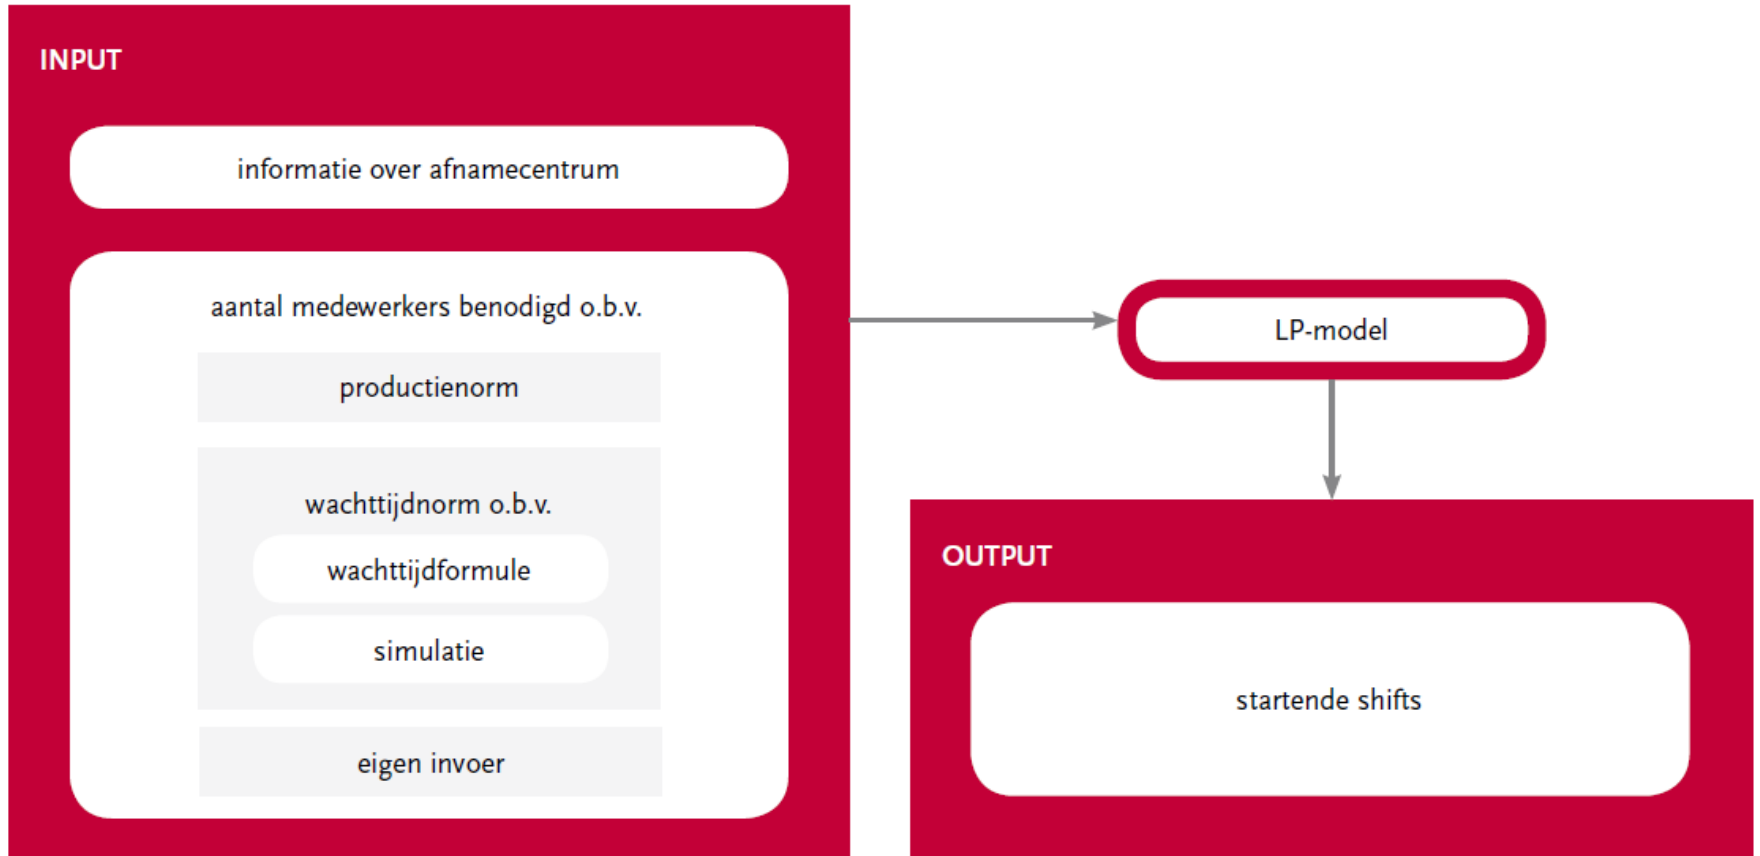 INPUT
informatie over afnamecentrum
aantal medewerkers benodigd o.b.v.
productienorm
wachttijdnorm o.b.v.
wachttijdformule
simulatie
eigen invoer
LP-model
OUTPUT
startende shifts